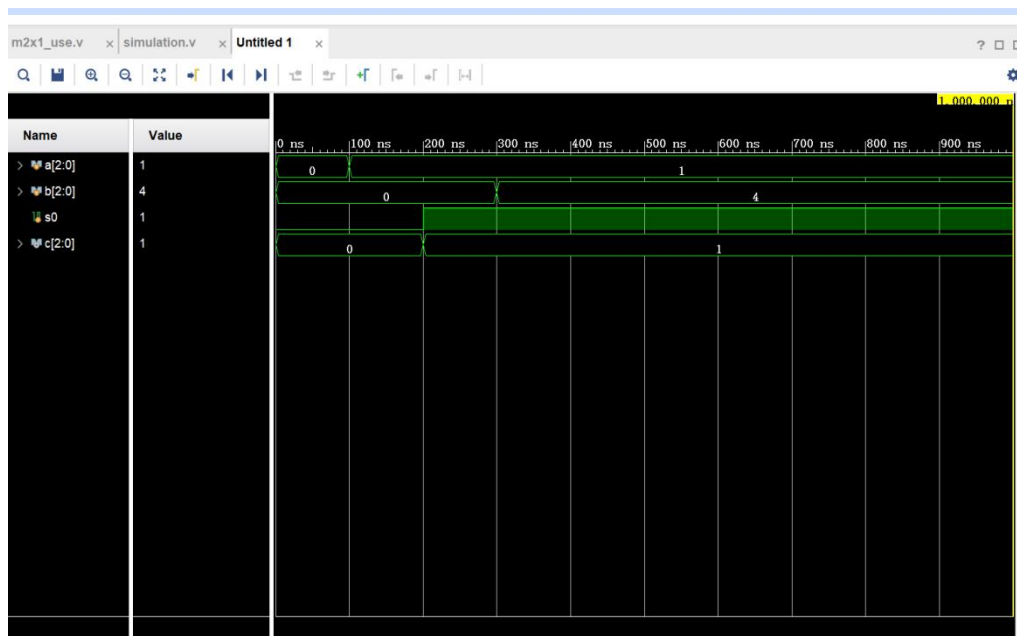 m2x1_use.v × simulation.v × Untitled 1 ×
?
1,000,000 n
Name Value
0 ns 100 ns 200 ns 300 ns 400 ns 500 ns 600 ns 700 ns 800 ns 900 ns
> a[2:0] 1 0 1
> b[2:0] 4 0 4
s0 1
> c[2:0] 1 0 1